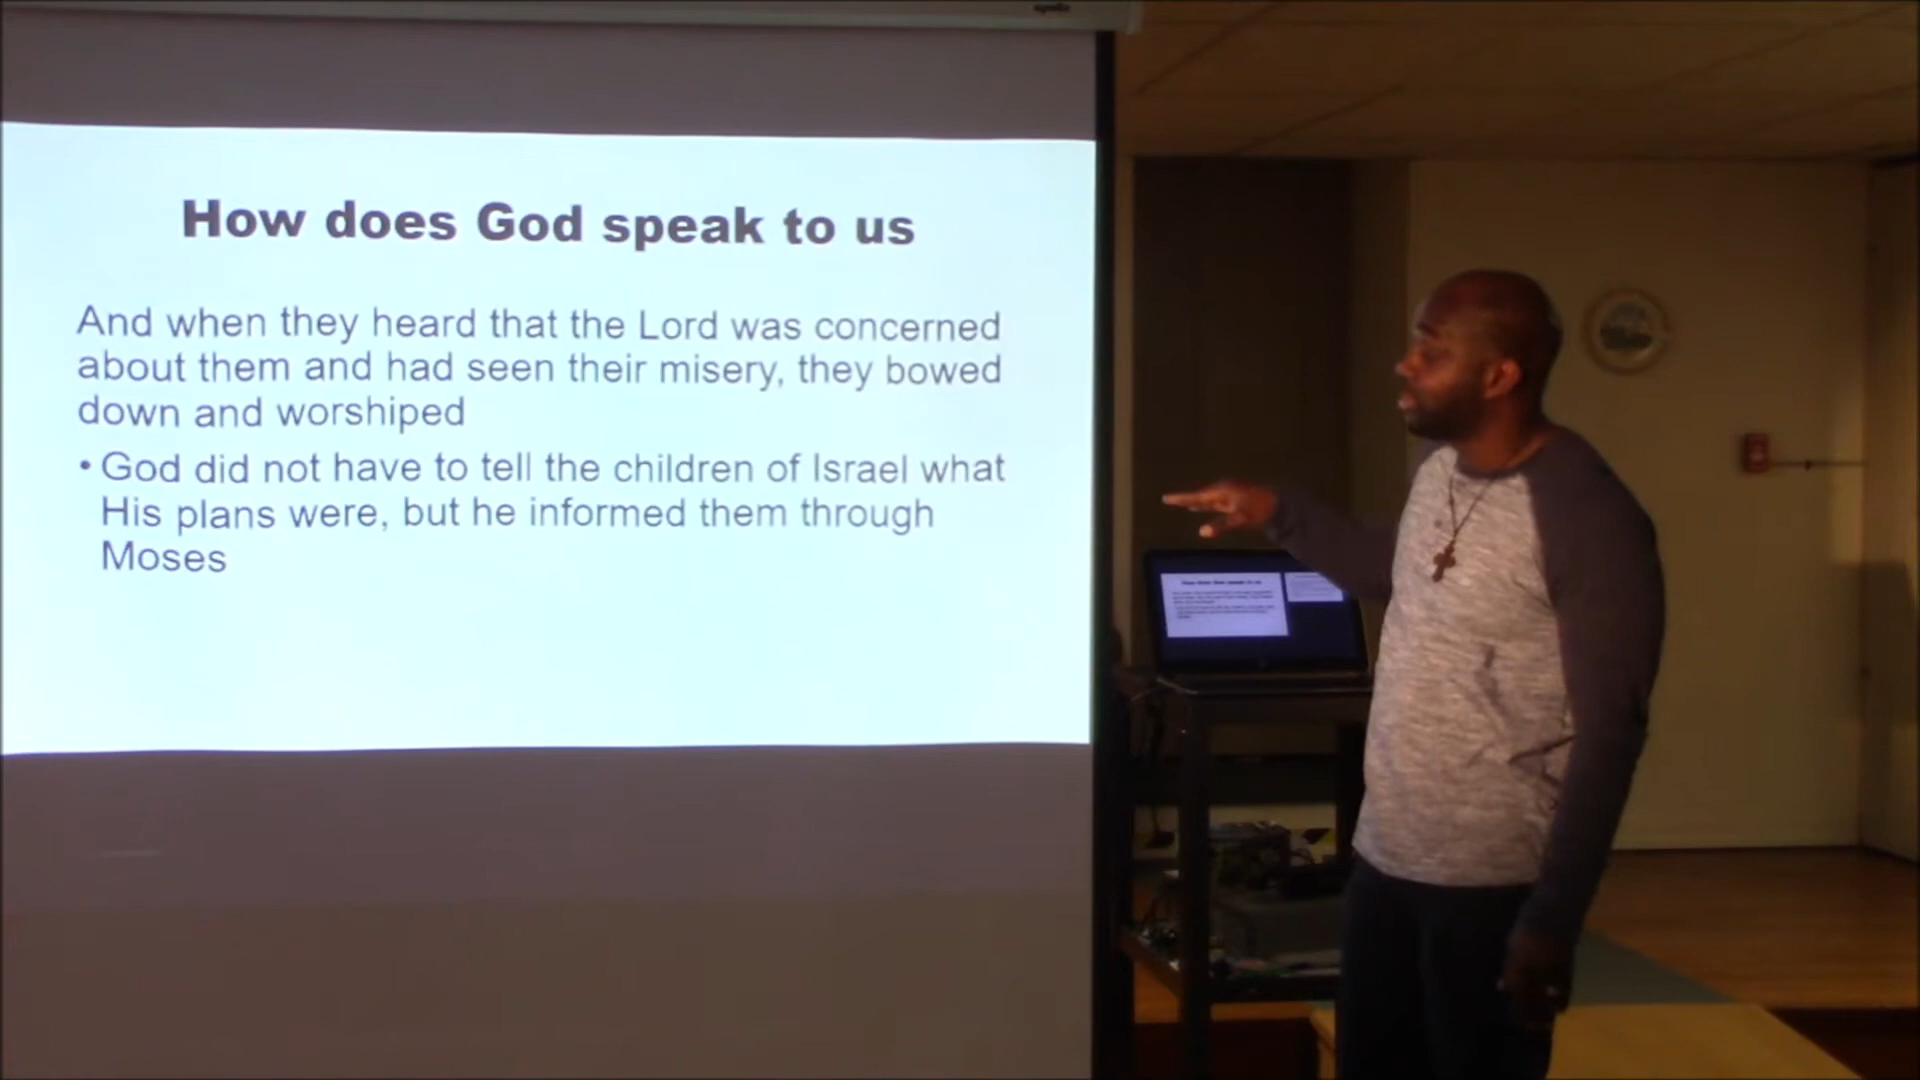 How does God speak to us
And when they heard that the Lord was concerned
about them and had seen their misery, they bowed
down and worshiped
• God did not have to tell the children of Israel what
His plans were, but he informed them through
Moses